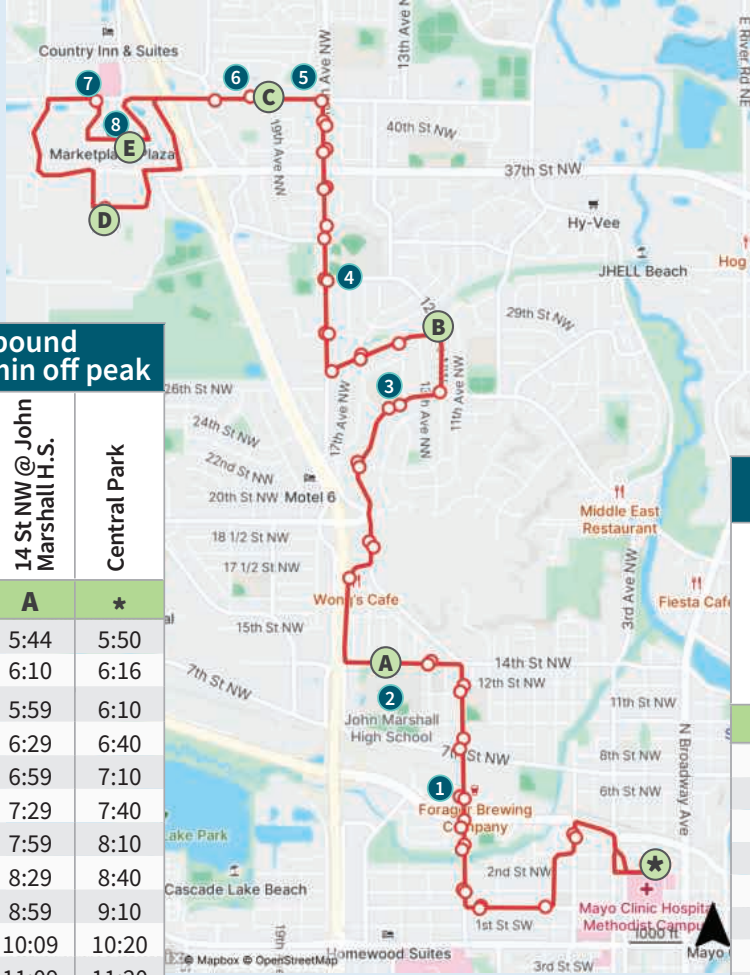 Country Inn & Suites
7
6
5
C
8
E
Marketpla
Plaza
D
Ave NW
19th Ave NW
13th Ave N
E River Rd NE
40th St NW
37th St NW
Hy-Vee
JHELL Beach
Hog
4
B
29th St NW
3
17th Ave NW
11th Ave NW
bound
min off peak
14 St NW @ John
Marshall H.S.
Central Park
A
*
5:44
5:50
6:10
6:16
5:59
6:10
6:29
6:40
6:59
7:10
7:29
7:40
7:59
8:10
8:29
8:40
8:59
9:10
10:09
10:20
26th St NW
24th St NW
22nd St NW
20th St NW
Motel 6
18 1/2 St NW
17 1/2 St NW
Wong's Cafe
15th St NW
Middle East
Restaurant
3rd Ave NW
Fiesta Cafe
A
14th St NW
12th St NW
2
John Marshall
High School
7th St NW
11th St NW
7th St NW
8th St NW
N Broadway Ave
1
6th St NW
Forager Brewing
Company
Lake Park
Cascade Lake Beach
2nd St NW
*
Mayo Clinic Hospita
Methodist Campu
1000 ft
1st St SW
19th
Homewood Suites
3rd St SW
Mayo
© Mapbox © OpenStreetMap